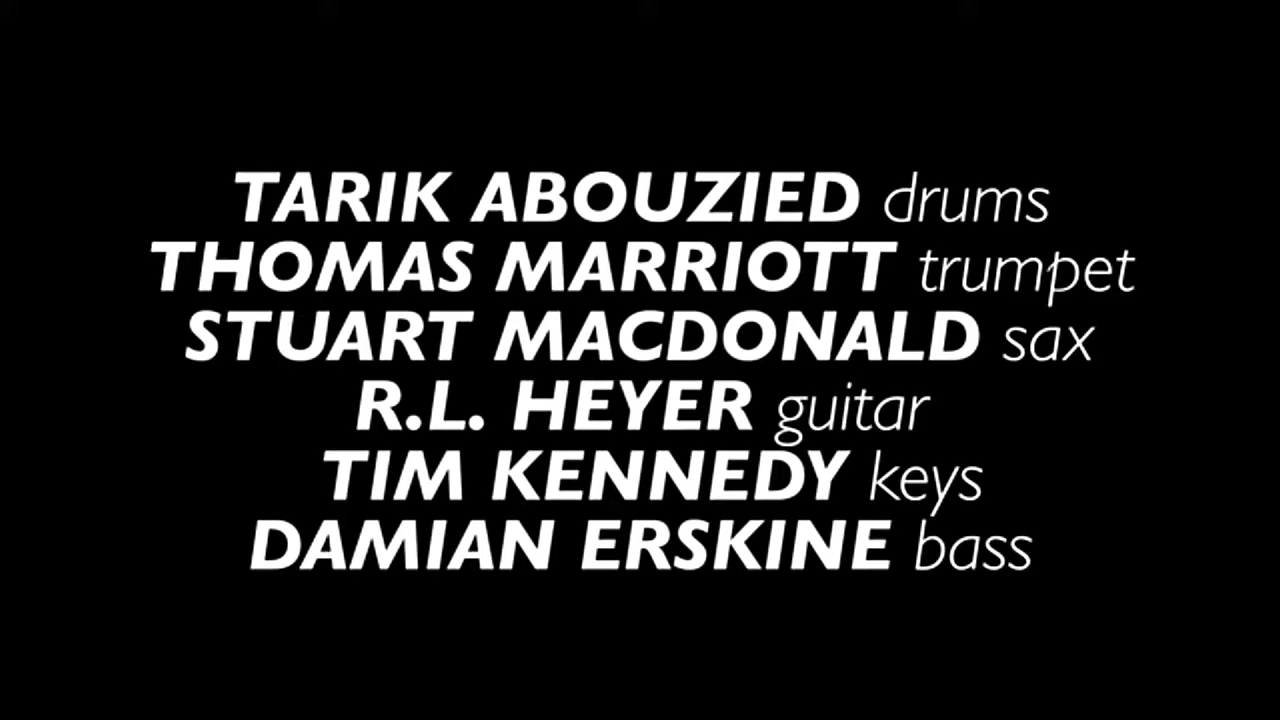 TARIK ABOUZIED drums
THOMAS MARRIOTT trumpet
STUART MACDONALD sax
R.L. HEYER guitar
TIM KENNEDY keys
DAMIAN ERSKINE bass